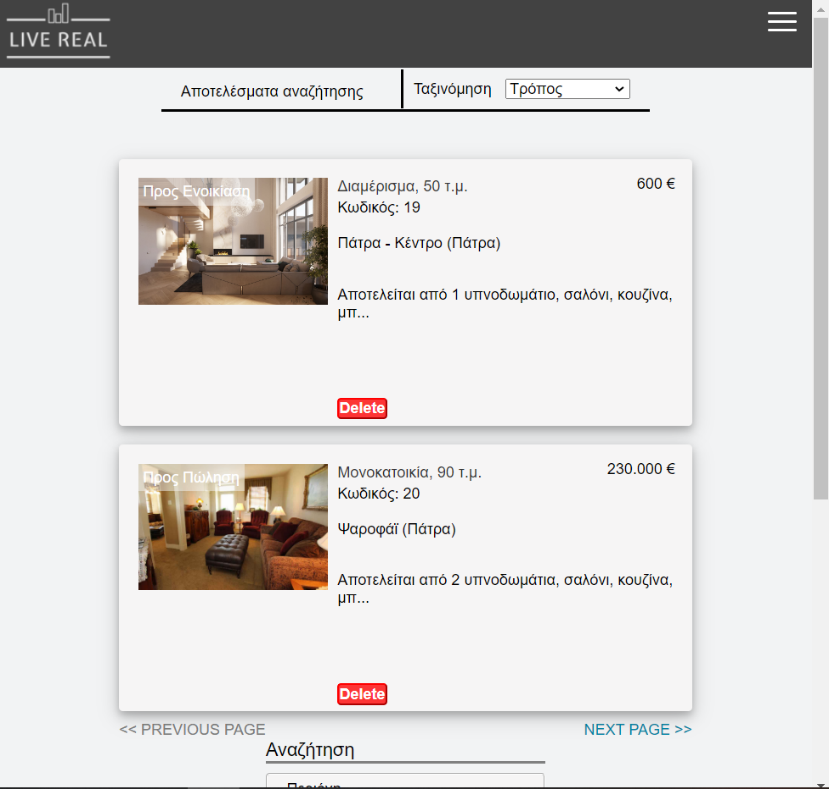 LIVE REAL
Αποτελέσματα αναζήτησης
Ταξινόμηση Τρόπος
Προς Ενοικίαση
Διαμέρισμα, 50 τ.μ.
600 €
Κωδικός: 19
Πάτρα - Κέντρο (Πάτρα)
Αποτελείται από 1 υπνοδωμάτιο, σαλόνι, κουζίνα,
μπ...
Delete
Προς Πώληση
Μονοκατοικία, 90 τ.μ.
230.000 €
Κωδικός: 20
Ψαροφάϊ (Πάτρα)
Αποτελείται από 2 υπνοδωμάτια, σαλόνι, κουζίνα,
μπ...
Delete
<< PREVIOUS PAGE
NEXT PAGE >>
Αναζήτηση
Περιοχή